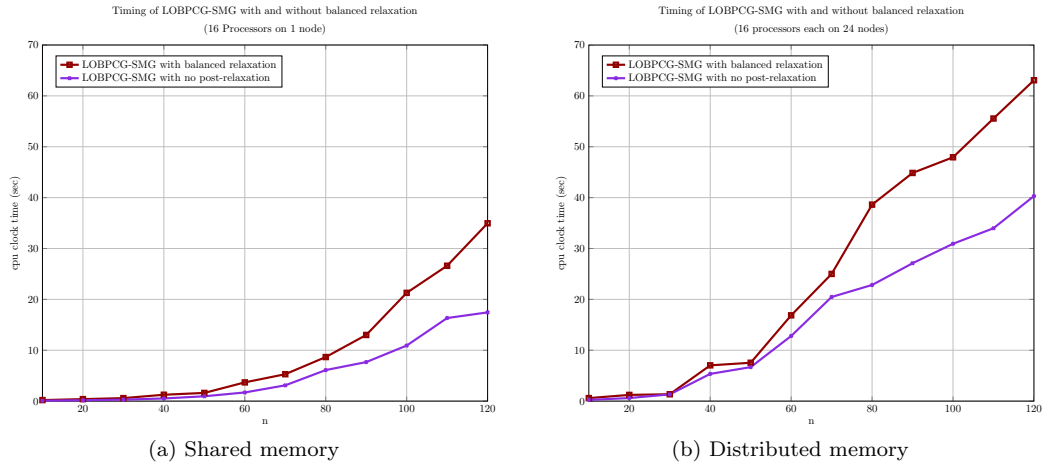 Timing of LOBPCG-SMG with and without balanced relaxation
(16 Processors on 1 node)
70
60
50
40
30
20
10
0
cpu clock time (sec)
LOBPCG-SMG with balanced relaxation
LOBPCG-SMG with no post-relaxation
20
40
60
80
100
120
n
(a) Shared memory
Timing of LOBPCG-SMG with and without balanced relaxation
(16 processors each on 24 nodes)
70
60
50
40
30
20
10
0
cpu clock time (sec)
LOBPCG-SMG with balanced relaxation
LOBPCG-SMG with no post-relaxation
20
40
60
80
100
120
n
(b) Distributed memory